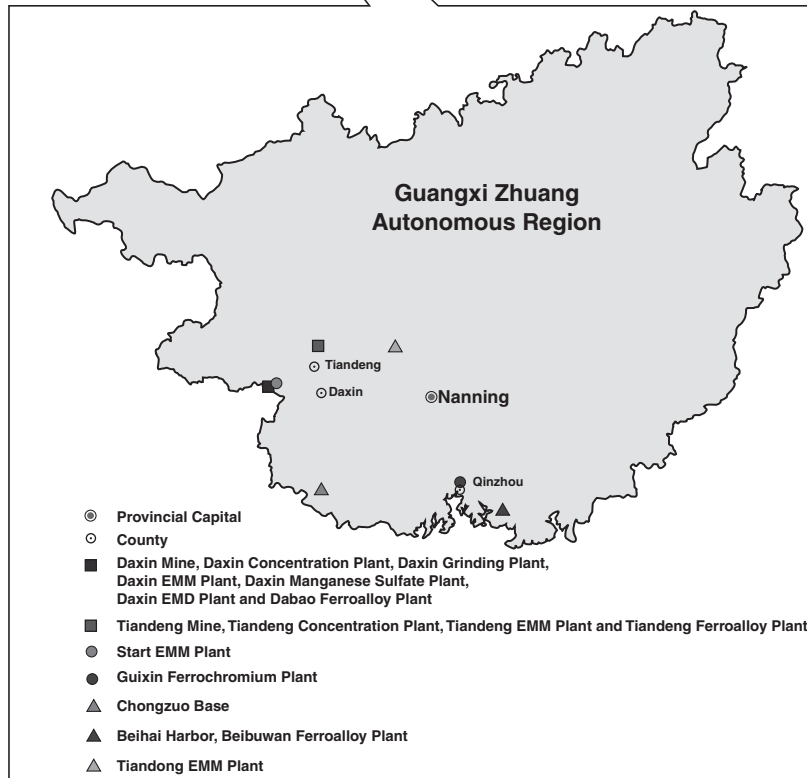 Guangxi Zhuang
Autonomous Region
Tiandeng
Daxin
Nanning
Qinzhou
Provincial Capital
County
Daxin Mine, Daxin Concentration Plant, Daxin Grinding Plant,
Daxin EMM Plant, Daxin Manganese Sulfate Plant,
Daxin EMD Plant and Dabao Ferroalloy Plant
Tiandeng Mine, Tiandeng Concentration Plant, Tiandeng EMM Plant and Tiandeng Ferroalloy Plant
Start EMM Plant
Guixin Ferrochromium Plant
Chongzuo Base
Beihai Harbor, Beibuwan Ferroalloy Plant
Tiandong EMM Plant